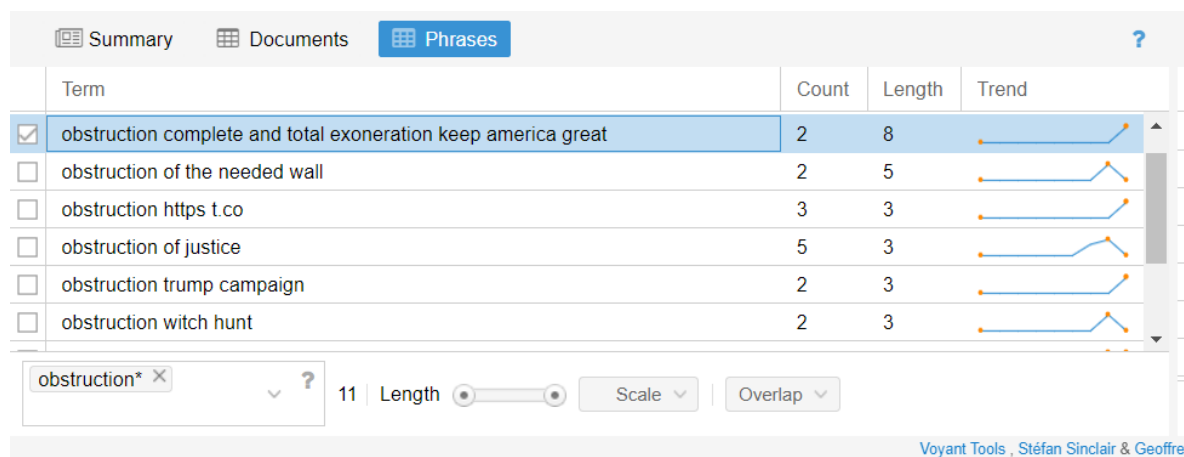 Summary Documents Phrases ?
Term Count Length Trend
obstruction complete and total exoneration keep america great 2 8
obstruction of the needed wall 2 5
obstruction https t.co 3 3
obstruction of justice 5 3
obstruction trump campaign 2 3
obstruction witch hunt 2 3
obstruction* × ? 11 Length Scale Overlap
Voyant Tools , Stéfan Sinclair & Geoffre